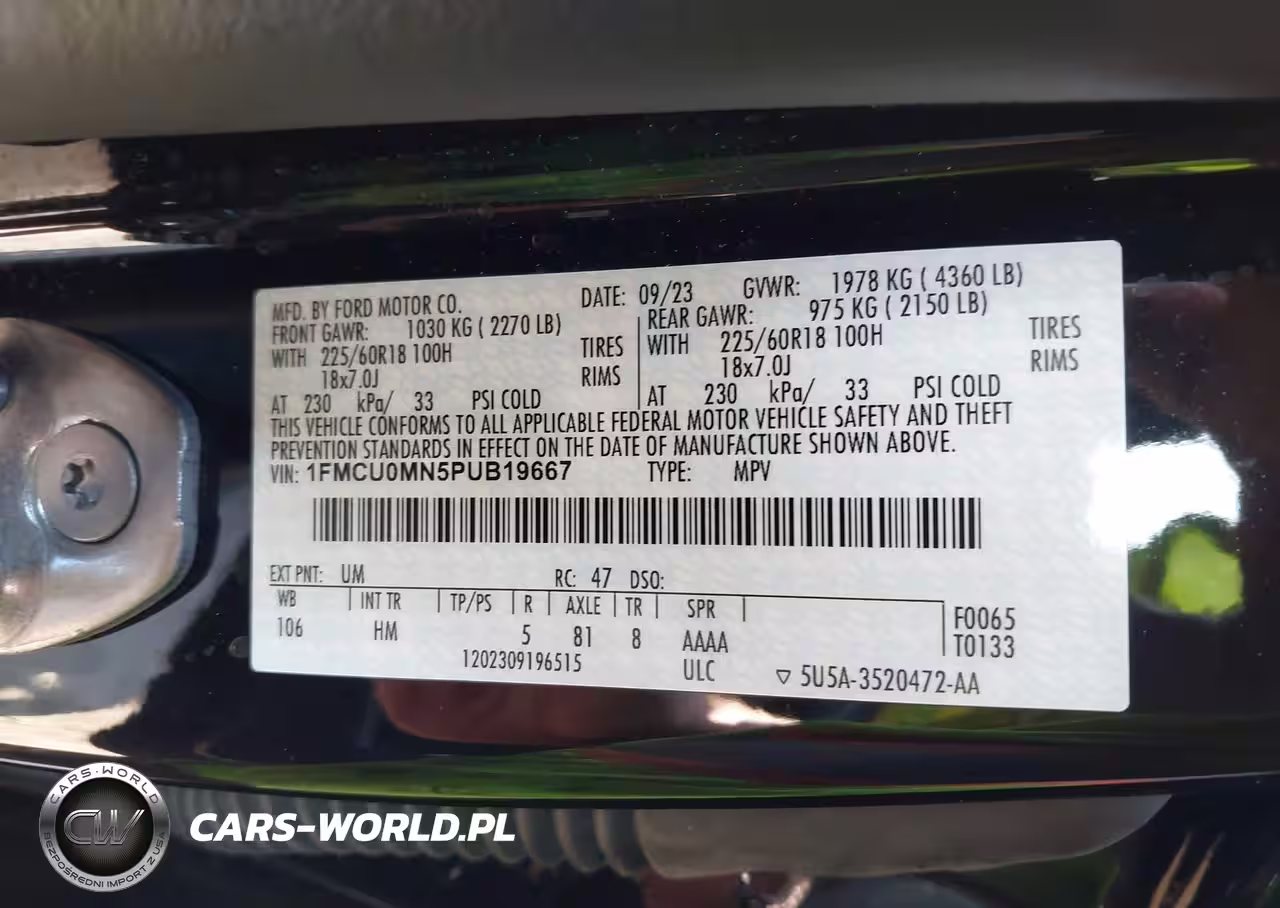 MFD. BY FORD MOTOR CO. DATE: 09/23 GVWR: 1978 KG ( 4360 LB)
FRONT GAWR: 1030 KG ( 2270 LB) REAR GAWR: 975 KG ( 2150 LB)
WITH 225/60R18 100H TIRES WITH 225/60R18 100H TIRES
18x7.0J RIMS 18x7.0J RIMS
AT 230 kPa/ 33 PSI COLD AT 230 kPa/ 33 PSI COLD
THIS VEHICLE CONFORMS TO ALL APPLICABLE FEDERAL MOTOR VEHICLE SAFETY AND THEFT
PREVENTION STANDARDS IN EFFECT ON THE DATE OF MANUFACTURE SHOWN ABOVE.
VIN: 1FMCU0MN5PUB19667 TYPE: MPV
EXT PNT: UM RC: 47 DSO:
WB INT TR TP/PS R AXLE TR SPR F0065
106 HM 5 81 8 AAAA T0133
1202309196515 ULC ▽ 5U5A-3520472-AA
CARS-WORLD
CW
BEZPOŚREDNI IMPORT Z USA
CARS-WORLD.PL